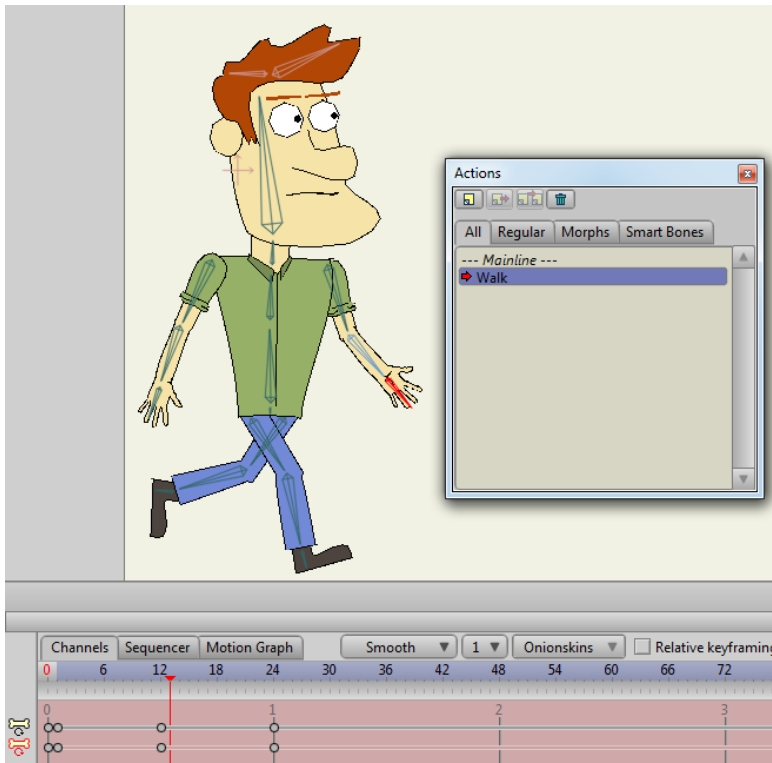 Actions
All Regular Morphs Smart Bones
--- Mainline ---
Walk
Channels Sequencer Motion Graph Smooth 1 Onionskins Relative keyframing
0 6 12 18 24 30 36 42 48 54 60 66 72
0 1 2 3